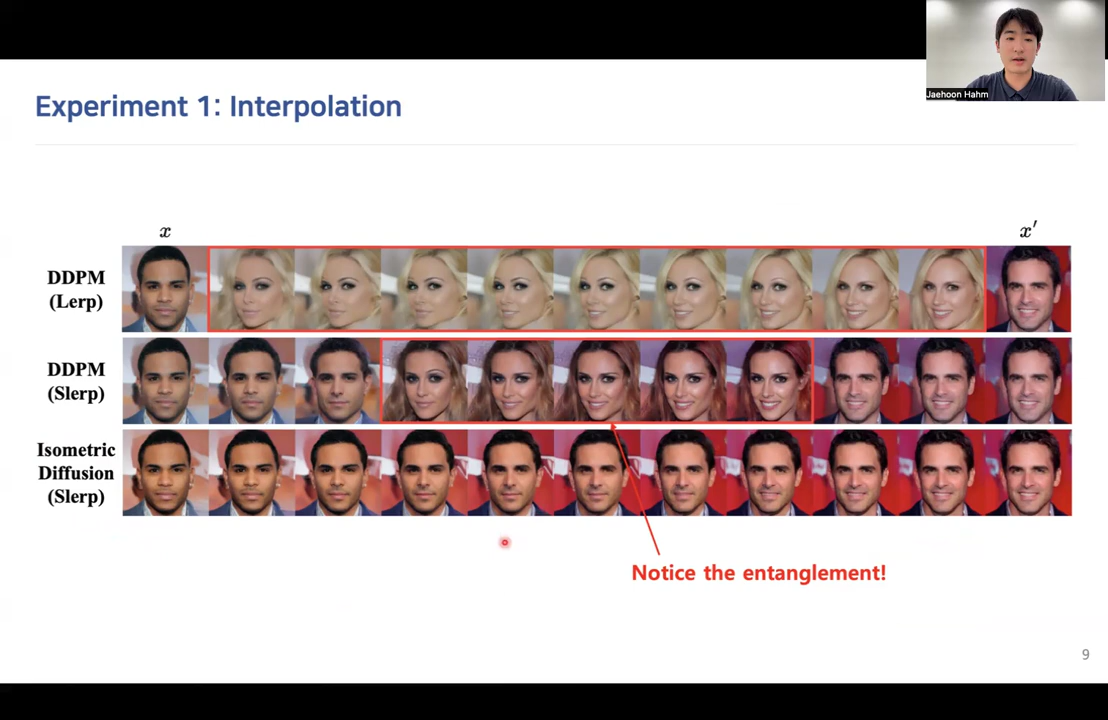 Jaehoon Hahm
Experiment 1: Interpolation
x
x′
DDPM
(Lerp)
DDPM
(Slerp)
Isometric
Diffusion
(Slerp)
Notice the entanglement!
9